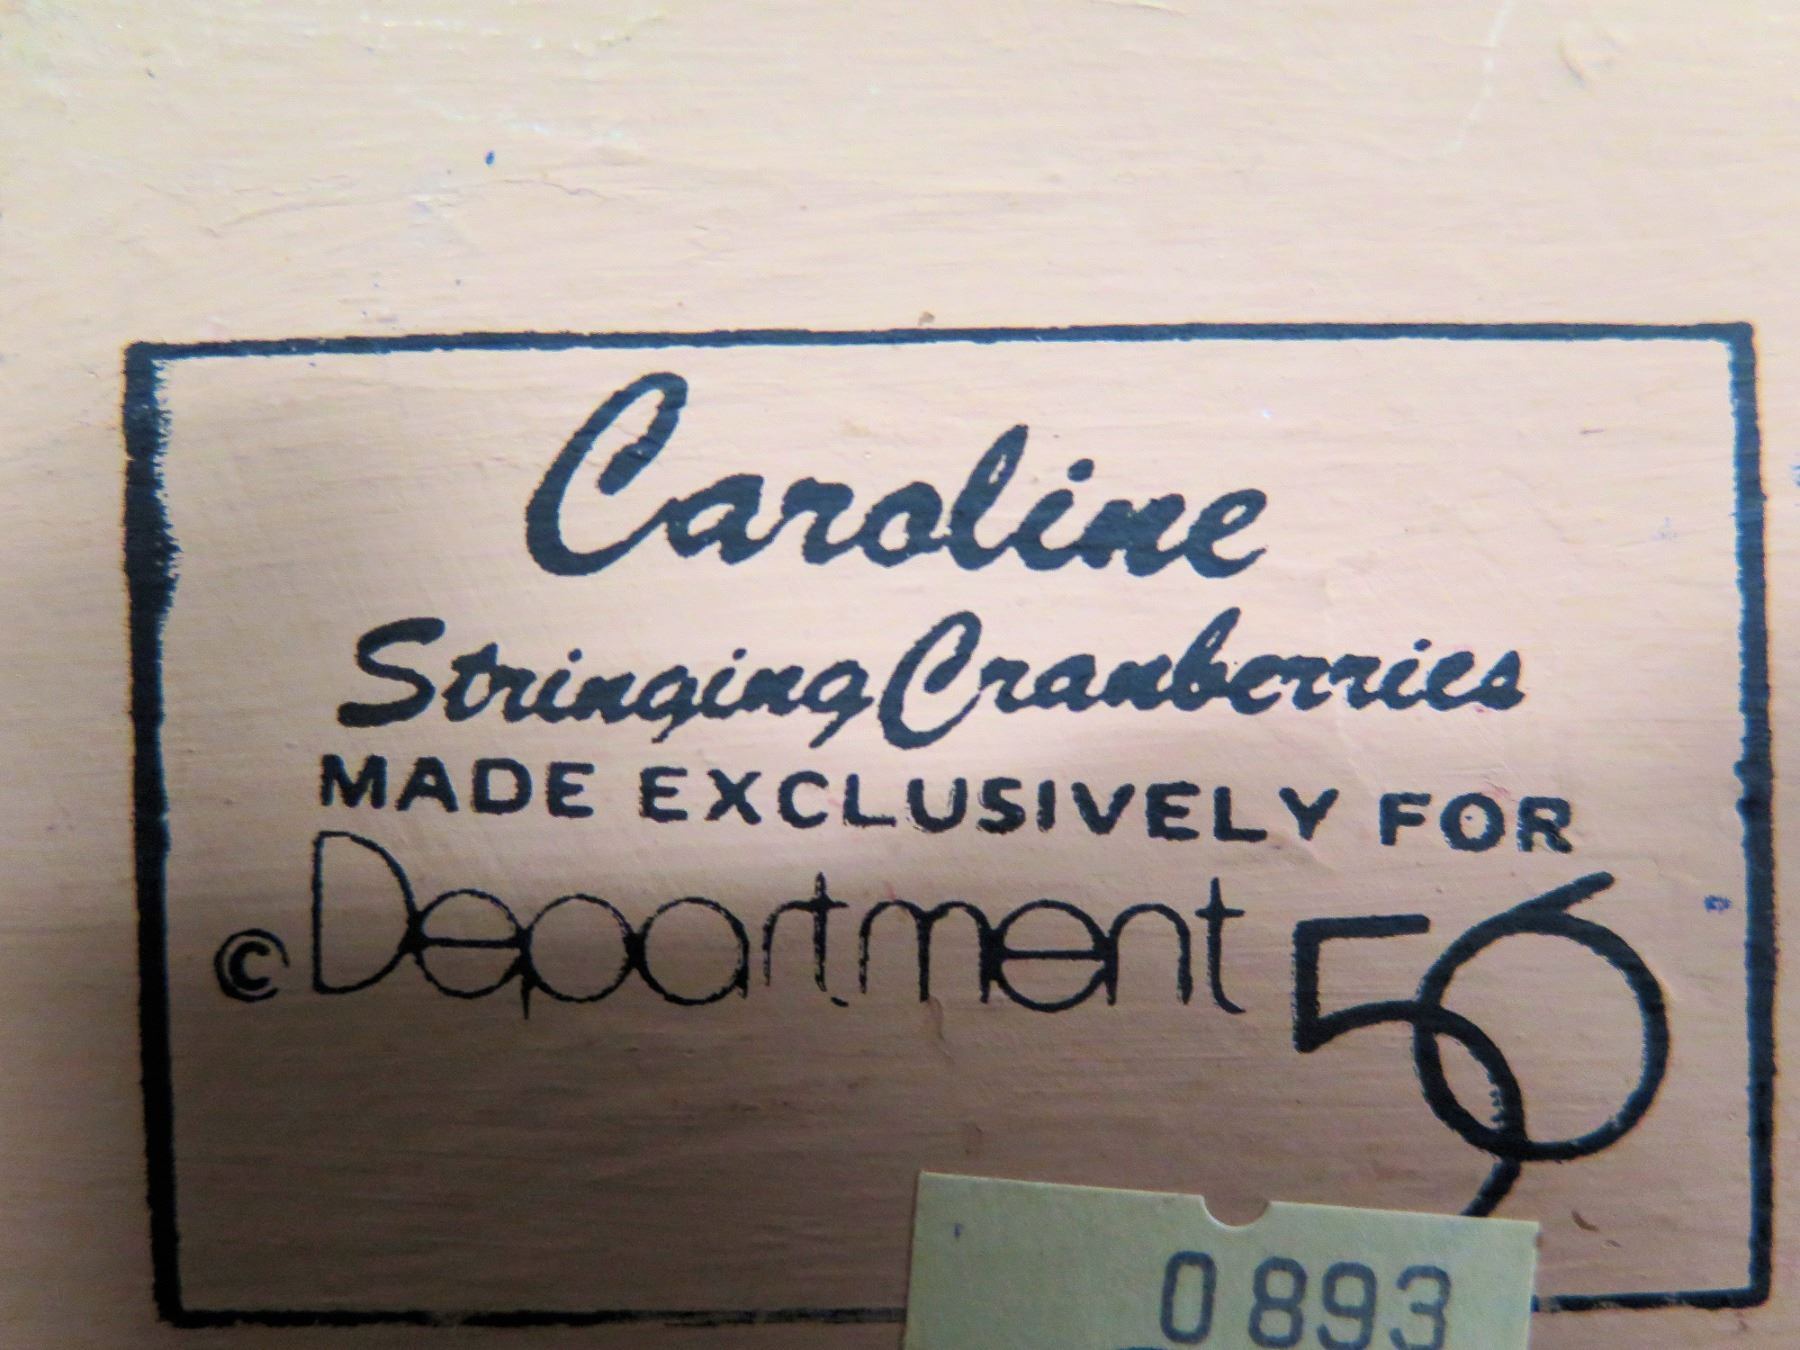 Caroline
Stringing Cranberries
MADE EXCLUSIVELY FOR
© Department 56
0893